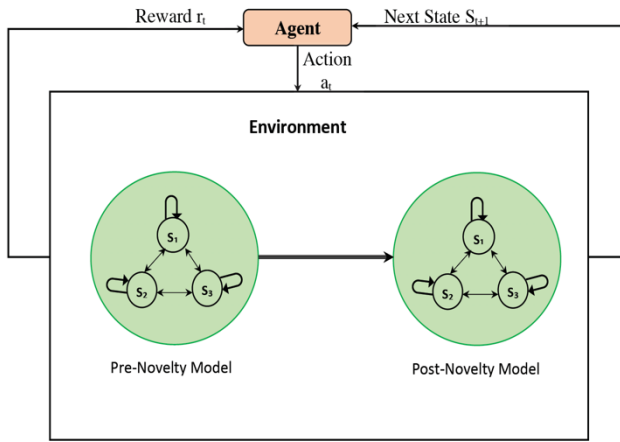 Reward rₜ
Agent
Next State Sₜ₊₁
Action
aₜ
Environment
S₁
S₂
S₃
S₁
S₂
S₃
Pre-Novelty Model
Post-Novelty Model